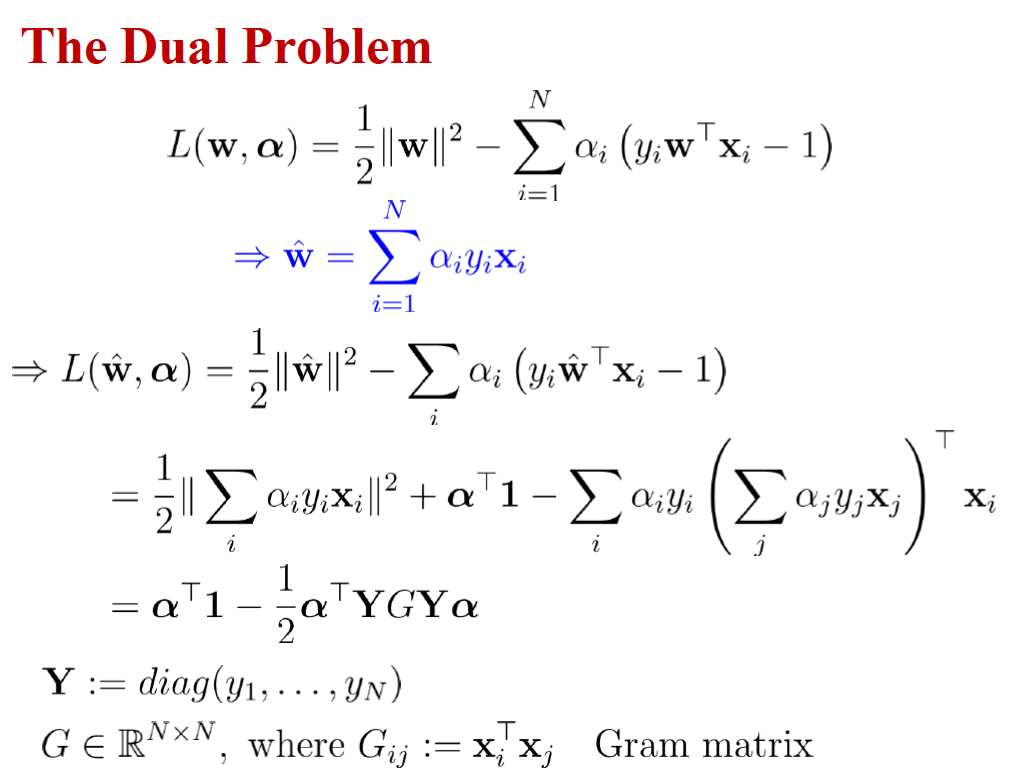 The Dual Problem
$L(\mathbf{w}, \boldsymbol{\alpha}) = \frac{1}{2}\|\mathbf{w}\|^2 - \sum_{i=1}^{N} \alpha_i \left(y_i \mathbf{w}^\top \mathbf{x}_i - 1\right)$
$\Rightarrow \hat{\mathbf{w}} = \sum_{i=1}^{N} \alpha_i y_i \mathbf{x}_i$
$\Rightarrow L(\hat{\mathbf{w}}, \boldsymbol{\alpha}) = \frac{1}{2}\|\hat{\mathbf{w}}\|^2 - \sum_{i} \alpha_i \left(y_i \hat{\mathbf{w}}^\top \mathbf{x}_i - 1\right)$
$= \frac{1}{2}\|\sum_{i} \alpha_i y_i \mathbf{x}_i\|^2 + \boldsymbol{\alpha}^\top \mathbf{1} - \sum_{i} \alpha_i y_i \left(\sum_{j} \alpha_j y_j \mathbf{x}_j\right)^\top \mathbf{x}_i$
$= \boldsymbol{\alpha}^\top \mathbf{1} - \frac{1}{2}\boldsymbol{\alpha}^\top \mathbf{Y} G \mathbf{Y} \boldsymbol{\alpha}$
$\mathbf{Y} := diag(y_1, \ldots, y_N)$
$G \in \mathbb{R}^{N \times N}$, where $G_{ij} := \mathbf{x}_i^\top \mathbf{x}_j$ Gram matrix